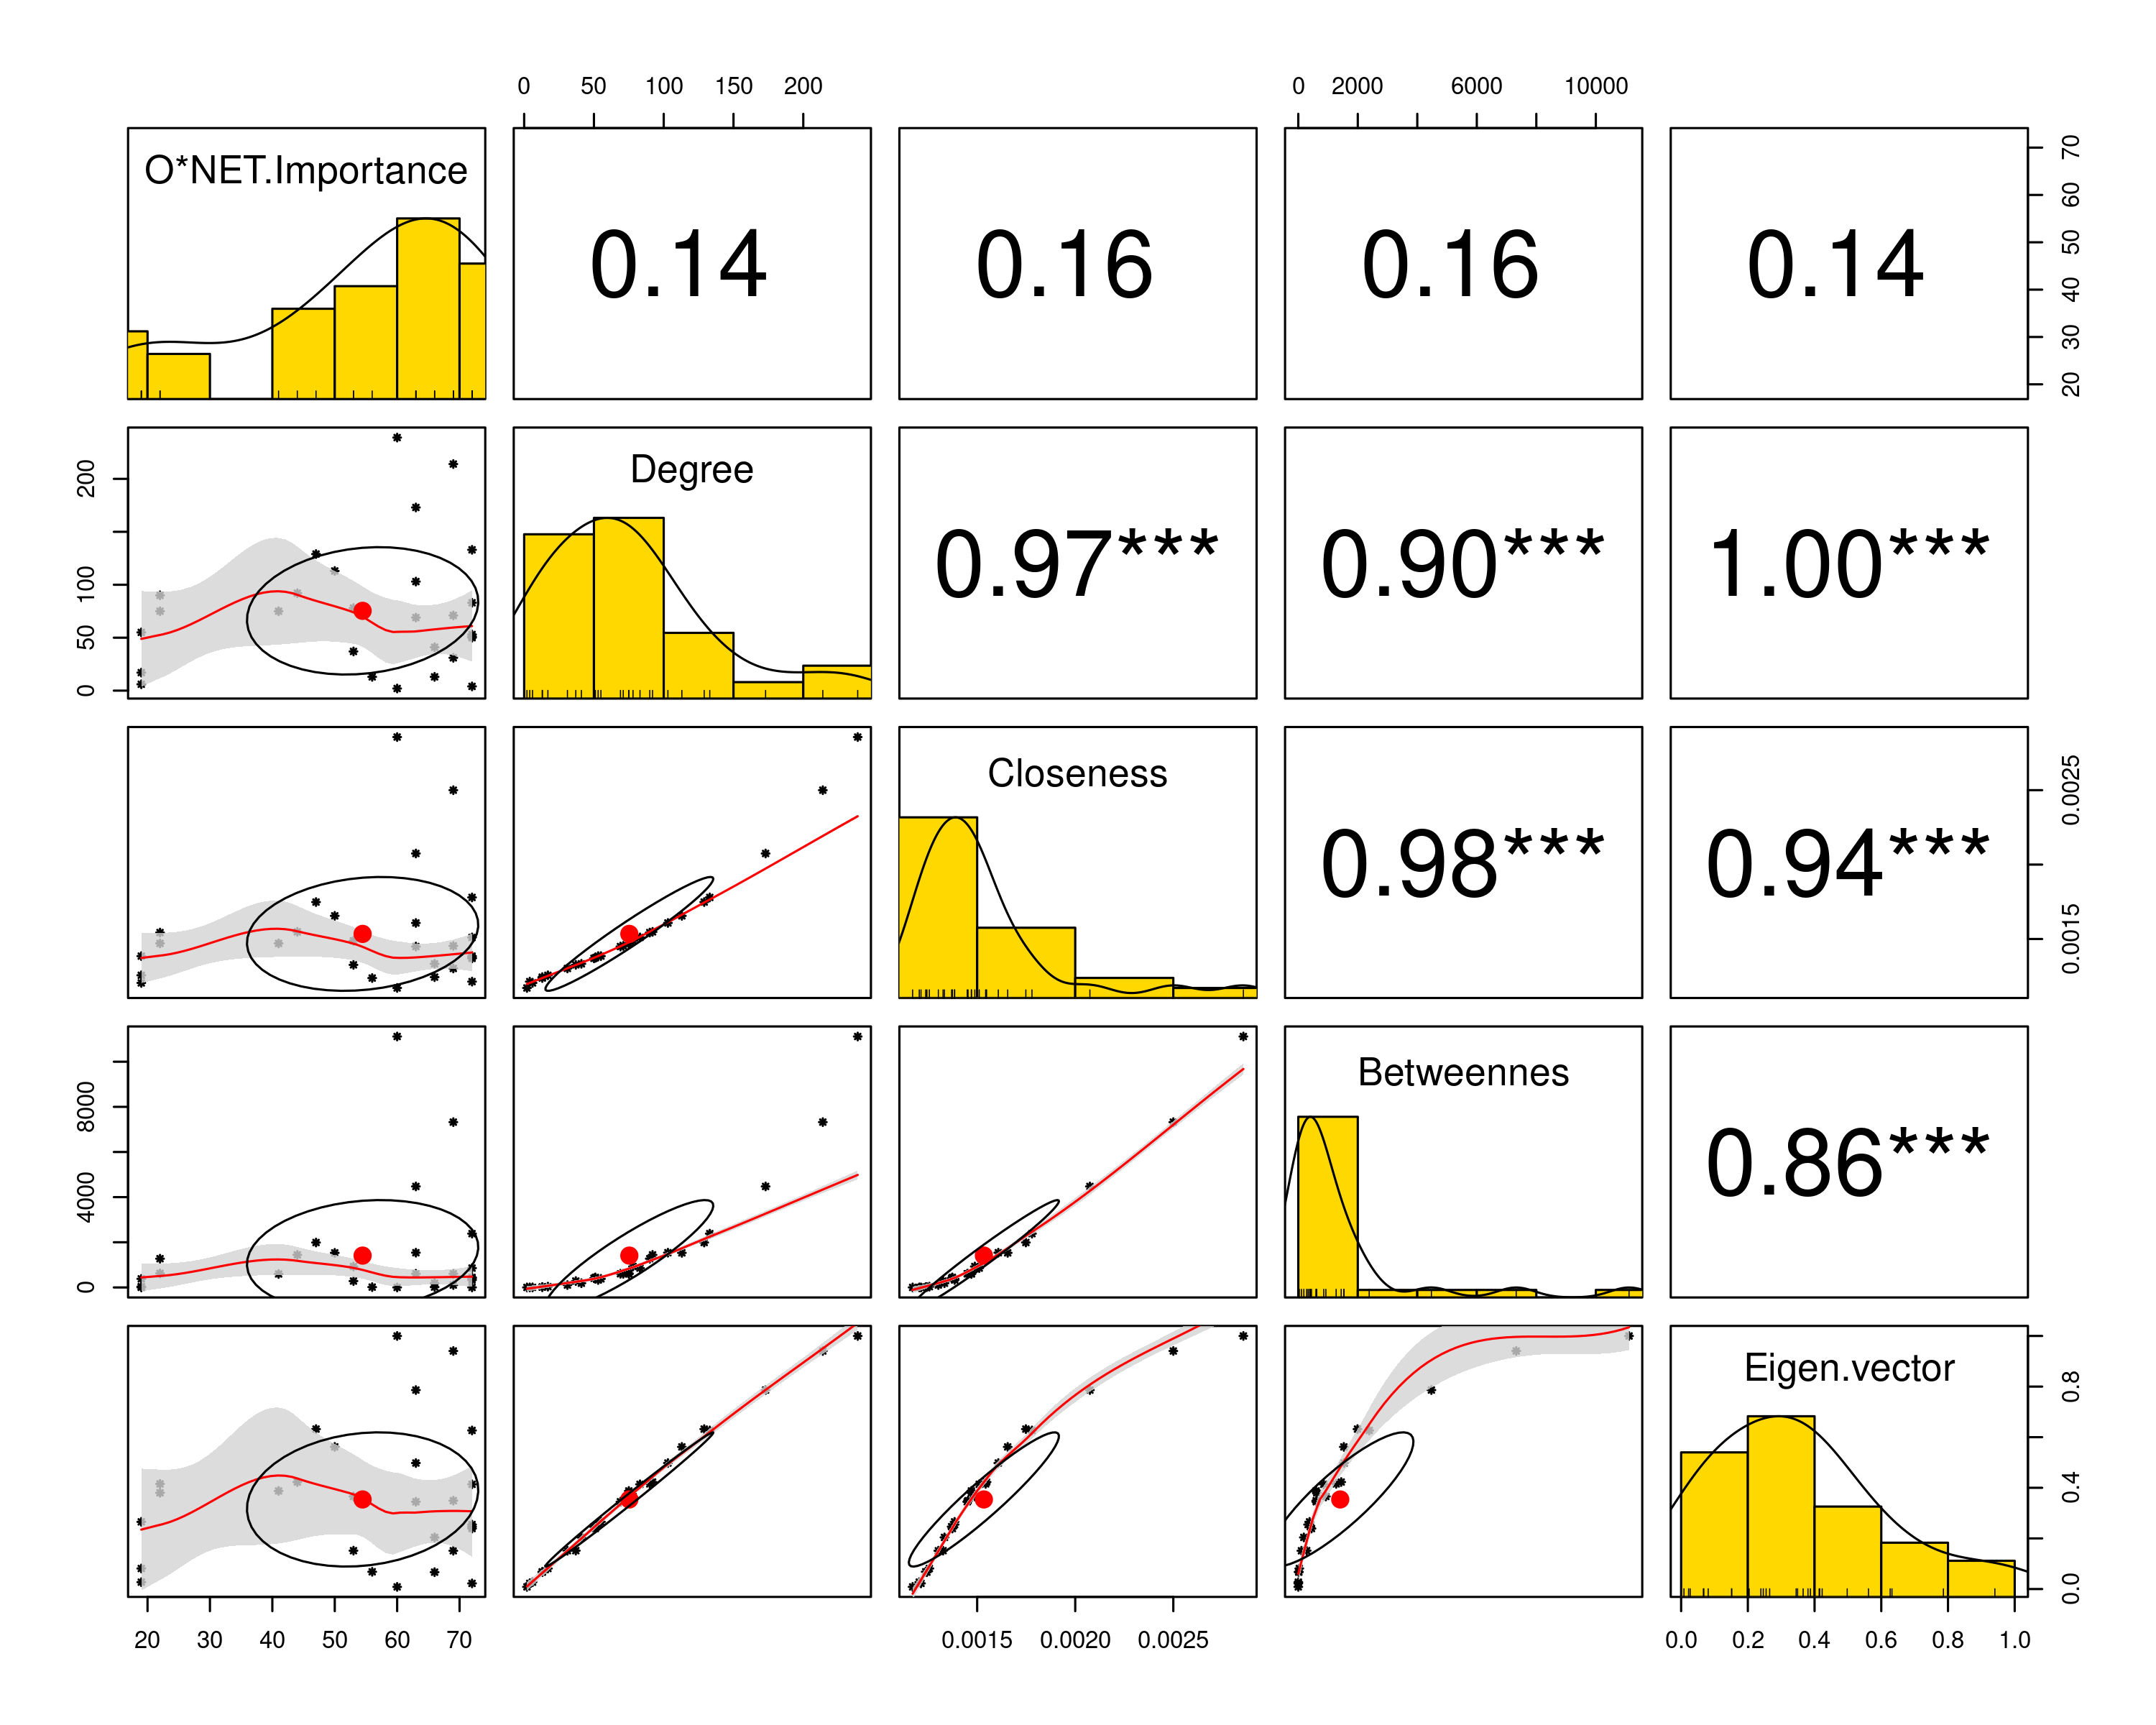 0 50 100 150 200
0 2000 6000 10000
O*NET.Importance
0.14
0.16
0.16
0.14
20 30 40 50 60 70
0 50 100 200
Degree
0.97***
0.90***
1.00***
Closeness
0.98***
0.94***
0.0015 0.0025
0 4000 8000
Betweennes
0.86***
Eigen.vector
0.0 0.4 0.8
20 30 40 50 60 70
0.0015 0.0020 0.0025
0.0 0.2 0.4 0.6 0.8 1.0